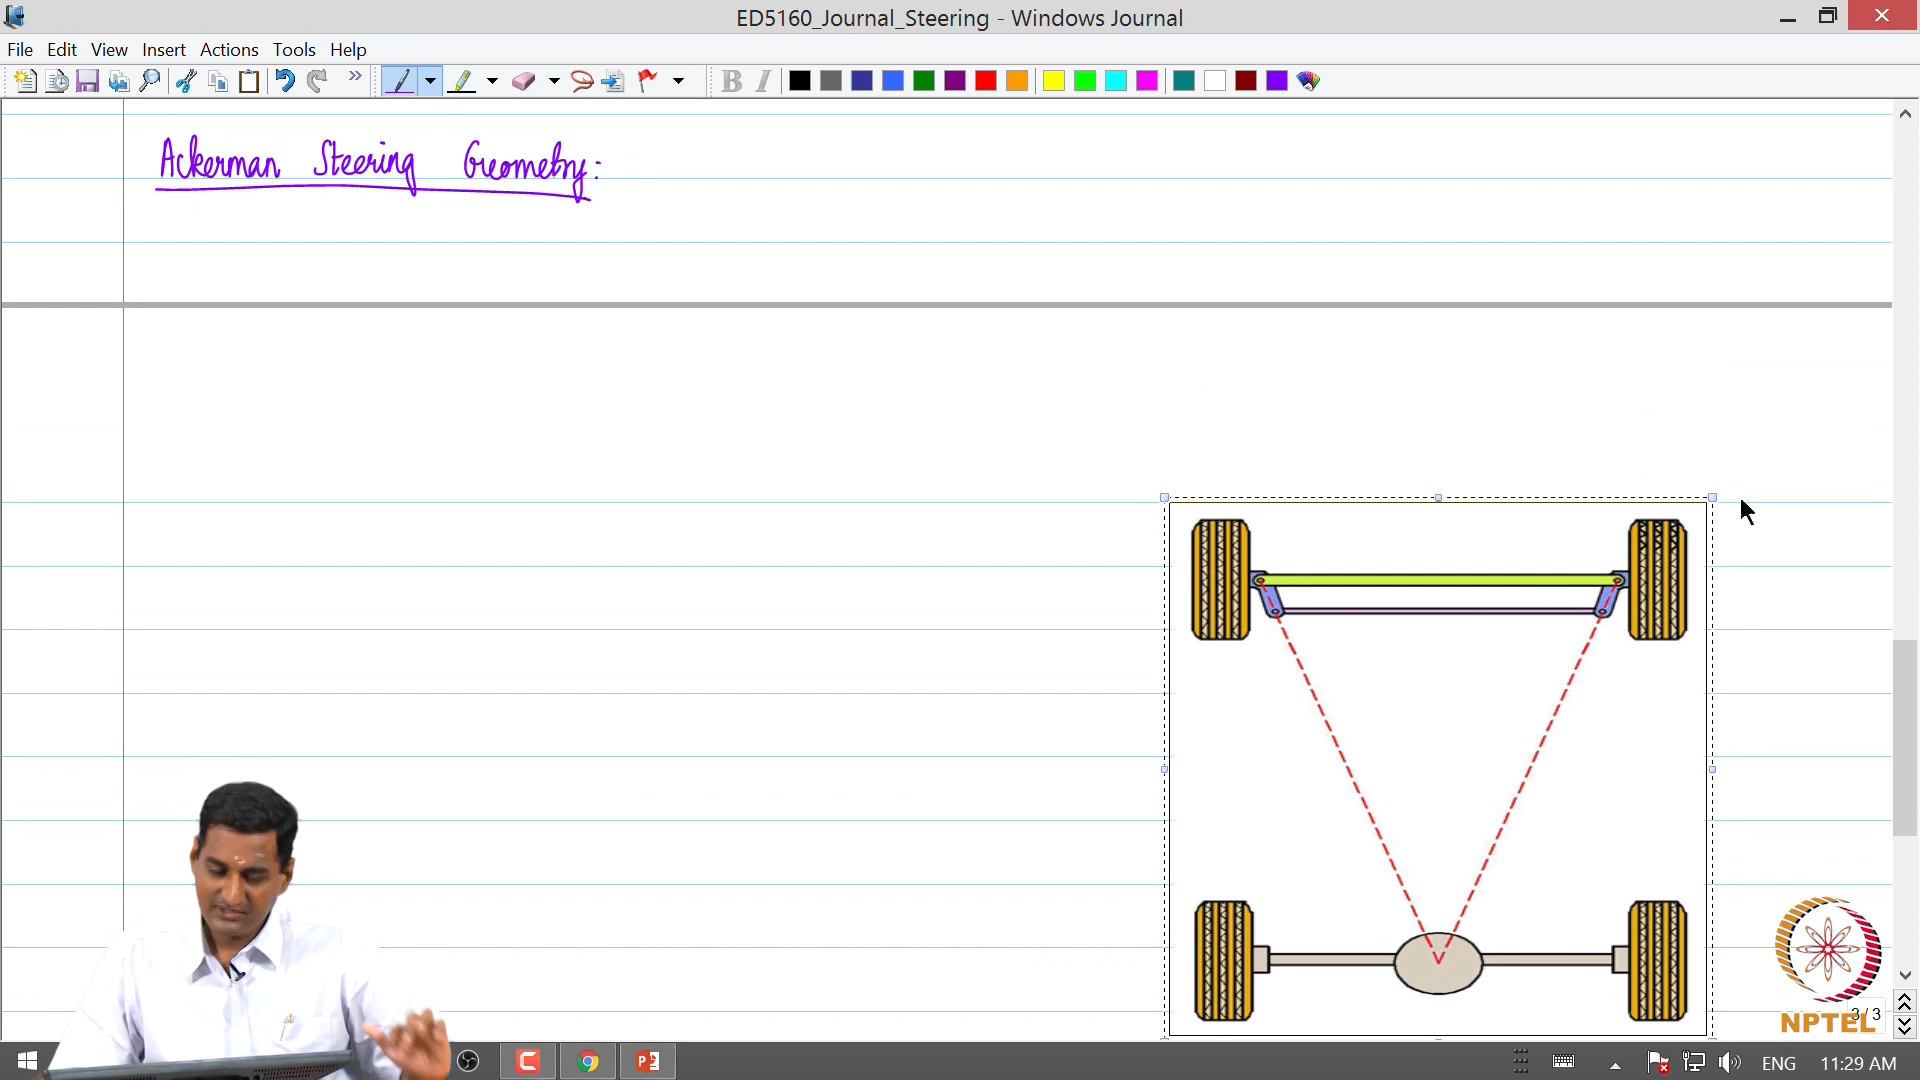 ED5160_Journal_Steering - Windows Journal
File Edit View Insert Actions Tools Help
B I
Ackerman Steering Geometry:
3 / 3
NPTEL
ENG 11:29 AM